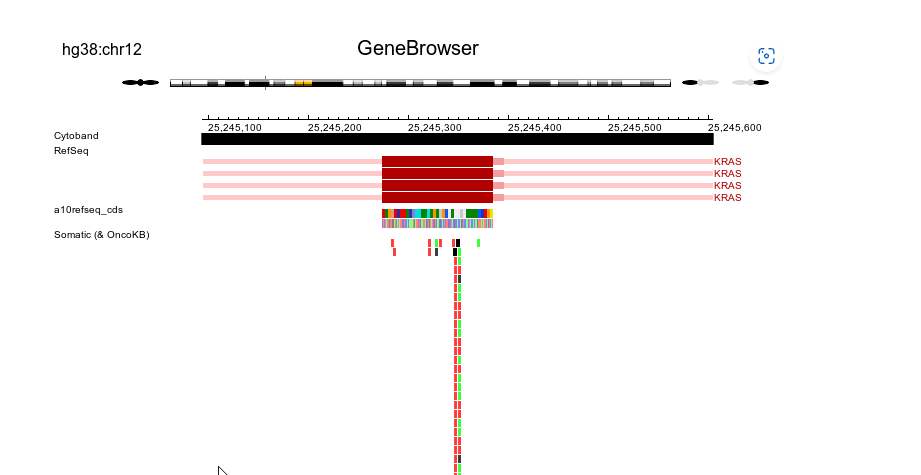 hg38:chr12
GeneBrowser
25,245,100 25,245,200 25,245,300 25,245,400 25,245,500 25,245,600
Cytoband
RefSeq
KRAS
KRAS
KRAS
KRAS
a10refseq_cds
Somatic (& OncoKB)